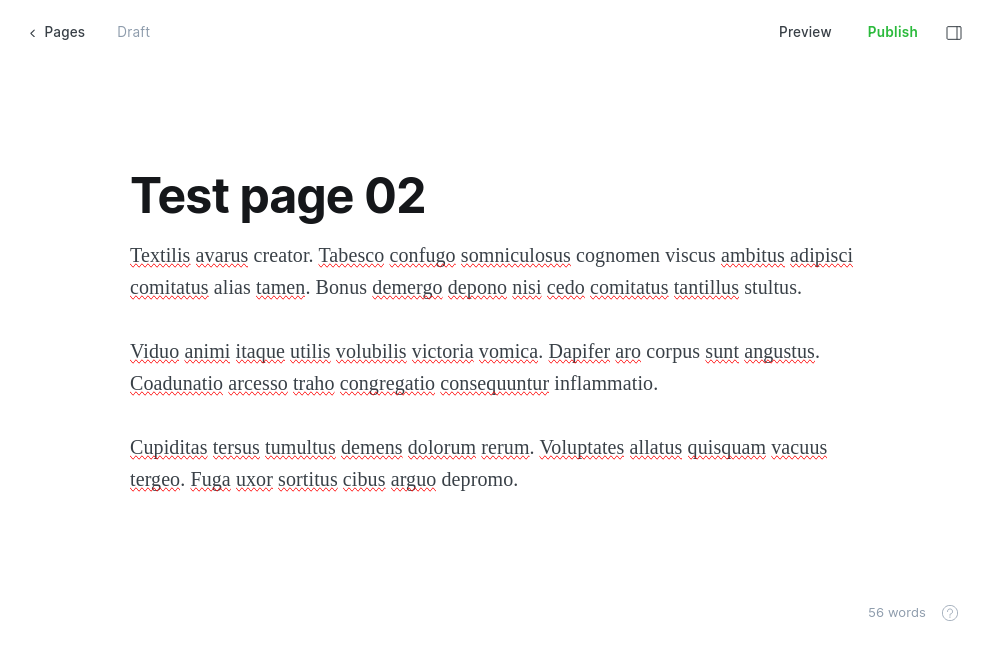 Pages
Draft
Preview
Publish
Test page 02
Textilis avarus creator. Tabesco confugo somniculosus cognomen viscus ambitus adipisci
comitatus alias tamen. Bonus demergo depono nisi cedo comitatus tantillus stultus.
Viduo animi itaque utilis volubilis victoria vomica. Dapifer aro corpus sunt angustus.
Coadunatio arcesso traho congregatio consequuntur inflammatio.
Cupiditas tersus tumultus demens dolorum rerum. Voluptates allatus quisquam vacuus
tergeo. Fuga uxor sortitus cibus arguo depromo.
56 words
?